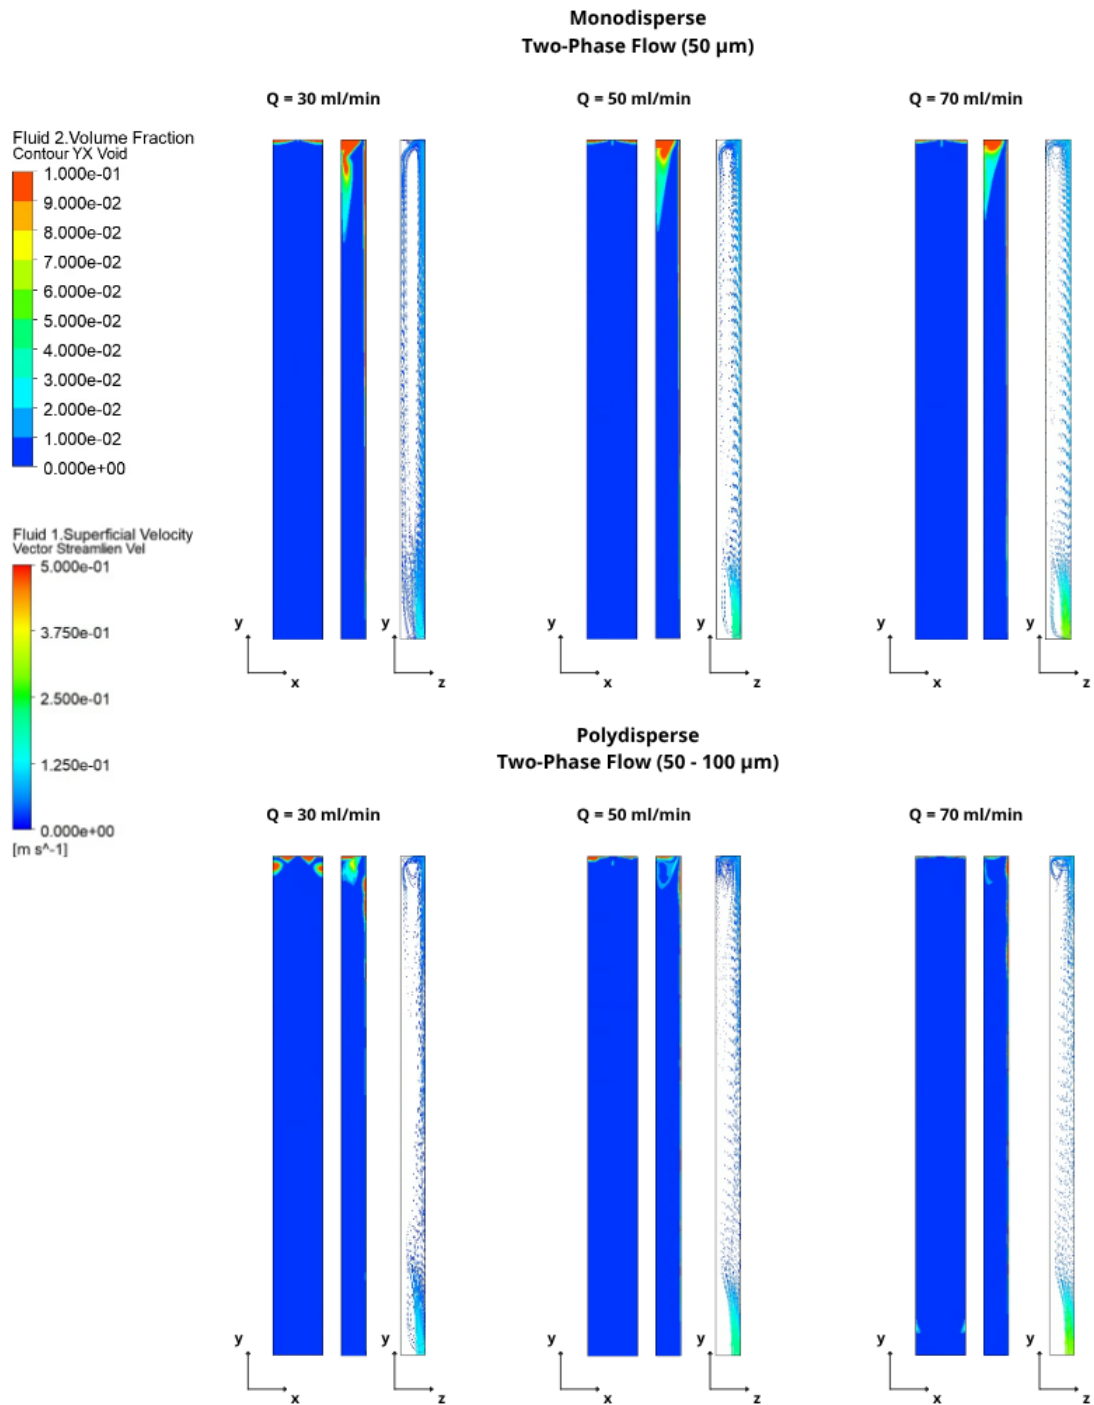 Monodisperse
Two-Phase Flow (50 µm)
Q = 30 ml/min
Q = 50 ml/min
Q = 70 ml/min
Fluid 2.Volume Fraction
Contour YX Void
1.000e-01
9.000e-02
8.000e-02
7.000e-02
6.000e-02
5.000e-02
4.000e-02
3.000e-02
2.000e-02
1.000e-02
0.000e+00
Fluid 1.Superficial Velocity
Vector Streamlien Vel
5.000e-01
3.750e-01
2.500e-01
1.250e-01
0.000e+00
[m s^-1]
y
x
y
z
y
x
y
z
y
x
y
z
Polydisperse
Two-Phase Flow (50 - 100 µm)
Q = 30 ml/min
Q = 50 ml/min
Q = 70 ml/min
y
x
y
z
y
x
y
z
y
x
y
z